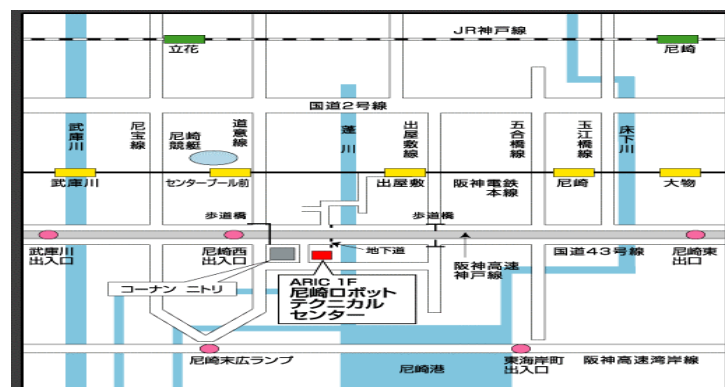 JR神戸線
立花
尼崎
国道2号線
武庫川
尼宝線
尼崎
競艇
道意線
蓬川
出屋敷線
五合橋線
玉江橋線
床下川
武庫川
センタープール前
出屋敷
阪神電鉄
本線
尼崎
大物
歩道橋
歩道橋
武庫川
出入口
尼崎西
出入口
地下道
阪神高速
神戸線
国道43号線
尼崎東
出口
コーナン ニトリ
ARIC 1F
尼崎ロボット
テクニカル
センター
尼崎末広ランプ
尼崎港
東海岸町
出入口
阪神高速湾岸線